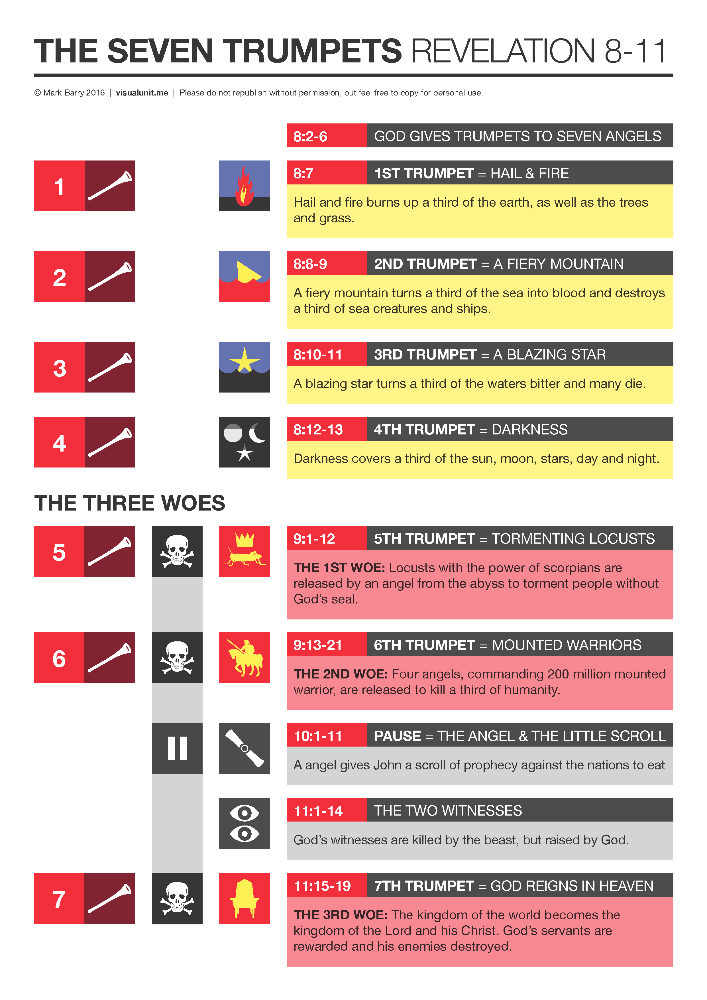 THE SEVEN TRUMPETS REVELATION 8-11
© Mark Barry 2016 | visualunit.me | Please do not republish without permission, but feel free to copy for personal use.
8:2-6 GOD GIVES TRUMPETS TO SEVEN ANGELS
1
8:7 1ST TRUMPET = HAIL & FIRE
Hail and fire burns up a third of the earth, as well as the trees
and grass.
2
8:8-9 2ND TRUMPET = A FIERY MOUNTAIN
A fiery mountain turns a third of the sea into blood and destroys
a third of sea creatures and ships.
3
8:10-11 3RD TRUMPET = A BLAZING STAR
A blazing star turns a third of the waters bitter and many die.
4
8:12-13 4TH TRUMPET = DARKNESS
Darkness covers a third of the sun, moon, stars, day and night.
THE THREE WOES
5
9:1-12 5TH TRUMPET = TORMENTING LOCUSTS
THE 1ST WOE: Locusts with the power of scorpians are
released by an angel from the abyss to torment people without
God's seal.
6
9:13-21 6TH TRUMPET = MOUNTED WARRIORS
THE 2ND WOE: Four angels, commanding 200 million mounted
warrior, are released to kill a third of humanity.
10:1-11 PAUSE = THE ANGEL & THE LITTLE SCROLL
A angel gives John a scroll of prophecy against the nations to eat
11:1-14 THE TWO WITNESSES
God's witnesses are killed by the beast, but raised by God.
7
11:15-19 7TH TRUMPET = GOD REIGNS IN HEAVEN
THE 3RD WOE: The kingdom of the world becomes the
kingdom of the Lord and his Christ. God's servants are
rewarded and his enemies destroyed.